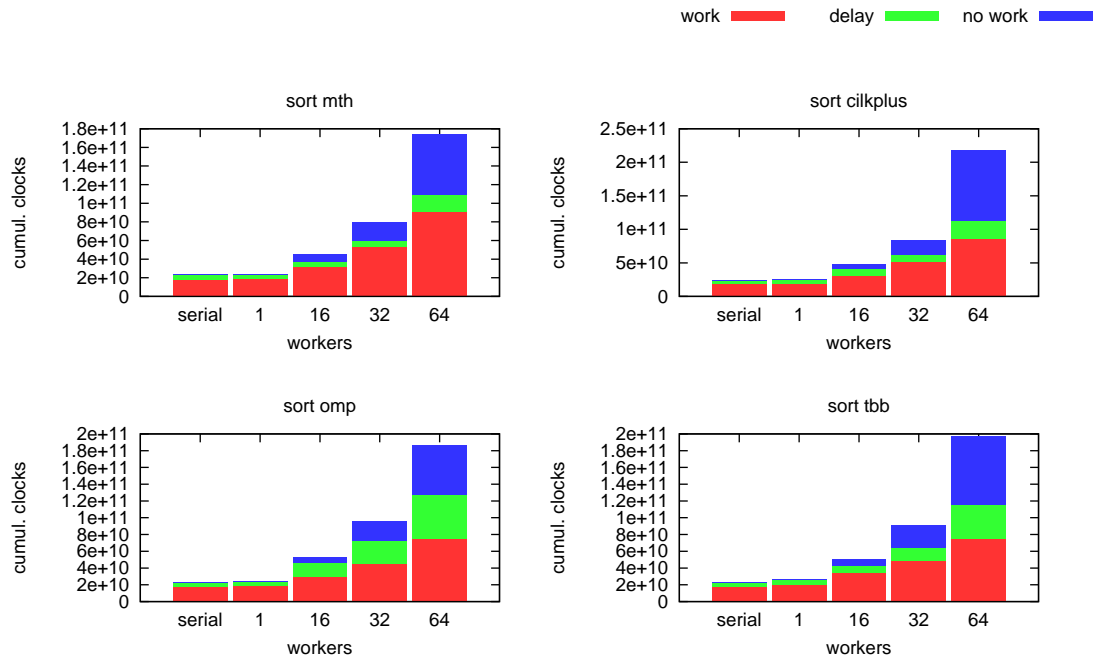 work delay no work
sort mth
cumul. clocks
1.8e+11
1.6e+11
1.4e+11
1.2e+11
1e+11
8e+10
6e+10
4e+10
2e+10
0
serial 1 16 32 64
workers
sort cilkplus
cumul. clocks
2.5e+11
2e+11
1.5e+11
1e+11
5e+10
0
serial 1 16 32 64
workers
sort omp
cumul. clocks
2e+11
1.8e+11
1.6e+11
1.4e+11
1.2e+11
1e+11
8e+10
6e+10
4e+10
2e+10
0
serial 1 16 32 64
workers
sort tbb
cumul. clocks
2e+11
1.8e+11
1.6e+11
1.4e+11
1.2e+11
1e+11
8e+10
6e+10
4e+10
2e+10
0
serial 1 16 32 64
workers